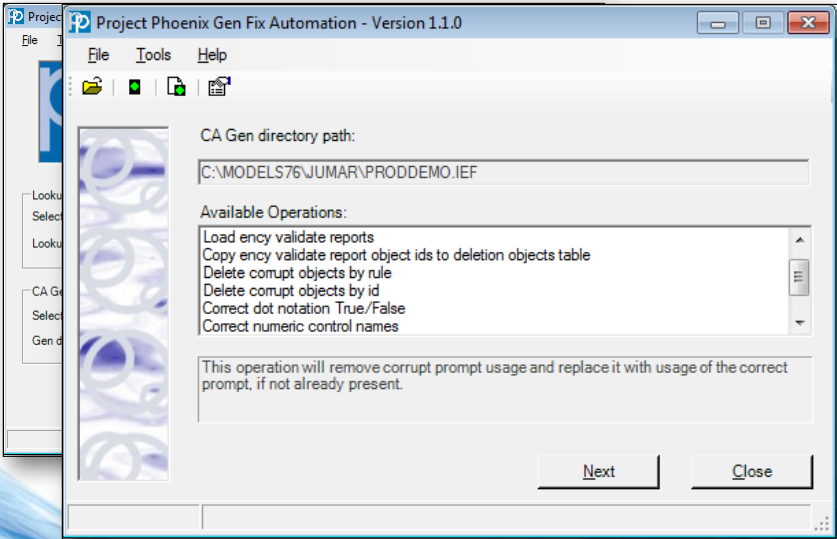 Projec
File
Looku
Select
Looku
CA Ge
Select
Gen d
Project Phoenix Gen Fix Automation - Version 1.1.0
File Tools Help
CA Gen directory path:
C:\MODELS76\JUMAR\PRODDEMO.IEF
Available Operations:
Load ency validate reports
Copy ency validate report object ids to deletion objects table
Delete corrupt objects by rule
Delete corrupt objects by id
Correct dot notation True/False
Correct numeric control names
This operation will remove corrupt prompt usage and replace it with usage of the correct
prompt, if not already present.
Next Close